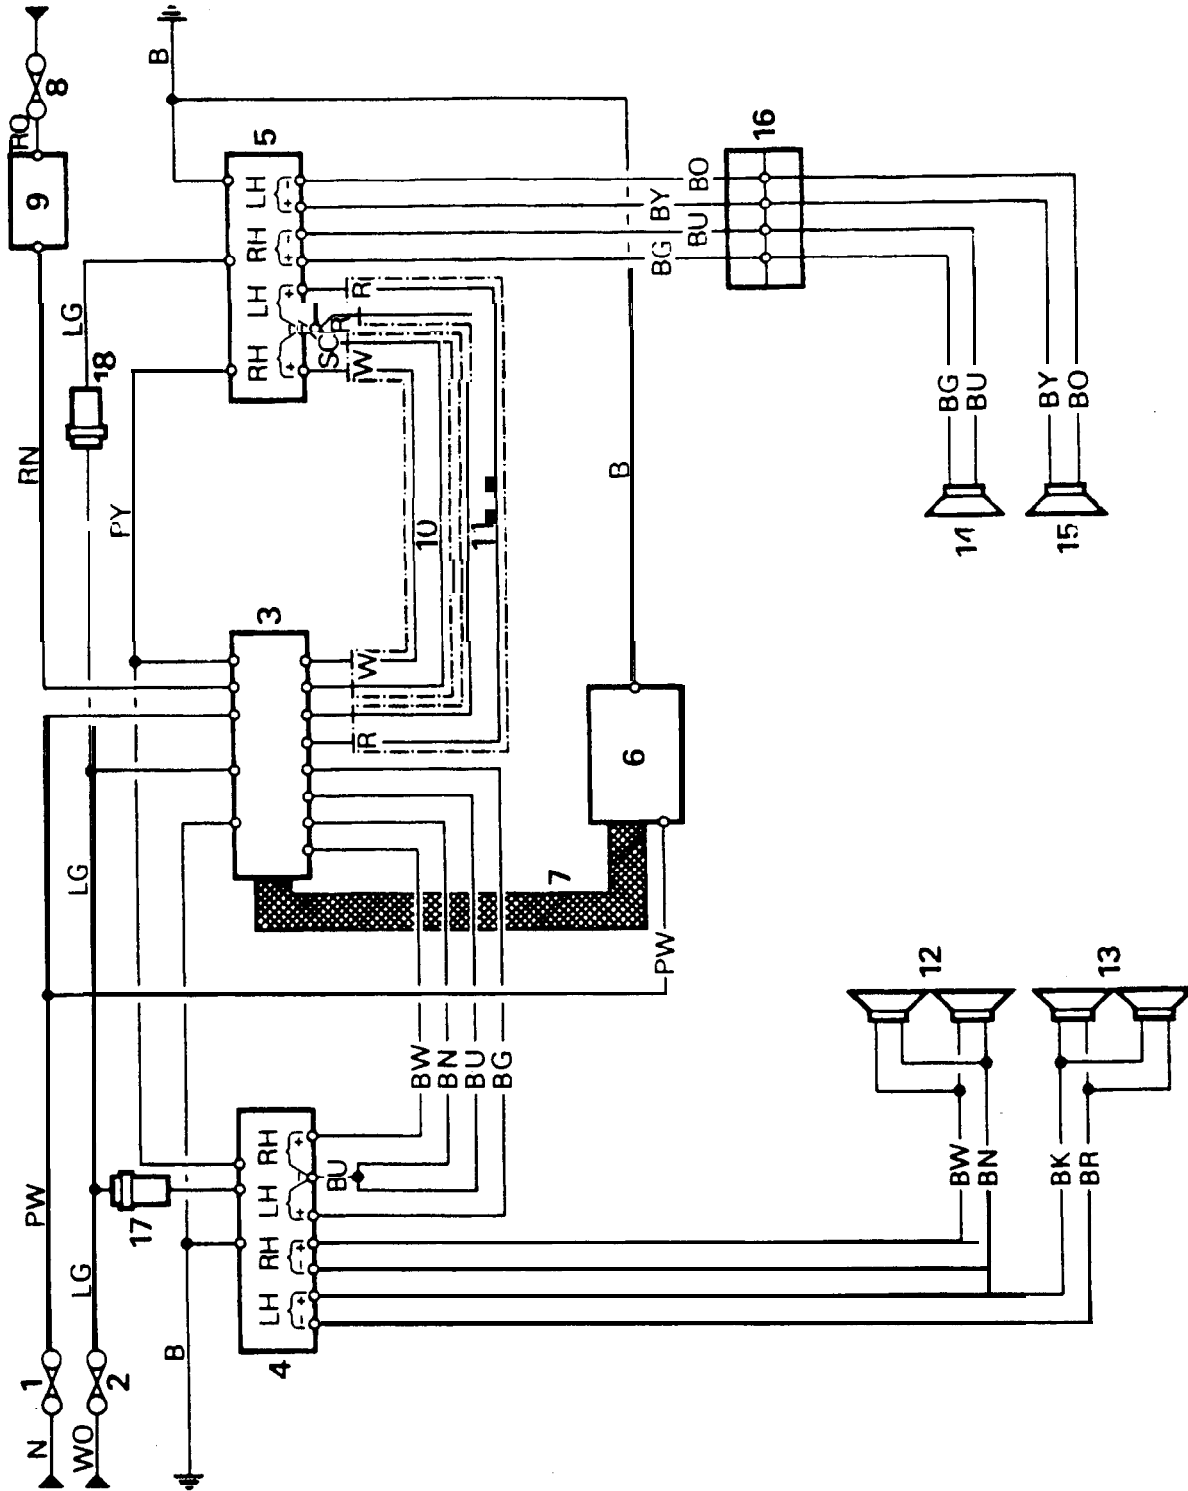 8
RO
9
RN
B
5
LH
- +
RH
- +
LH
+
RH
+
-
LG
18
PY
R
R
SC
W
10
11
BO
BY
BU
BG
16
B
BG
BU
BY
BO
14
15
3
W
R
6
7
LG
PW
BW
BN
BU
BG
12
13
PW
17
LG
RH
+
-
LH
+
BU
RH
+ -
LH
+ -
4
BW
BN
BK
BR
B
1
2
N
WO